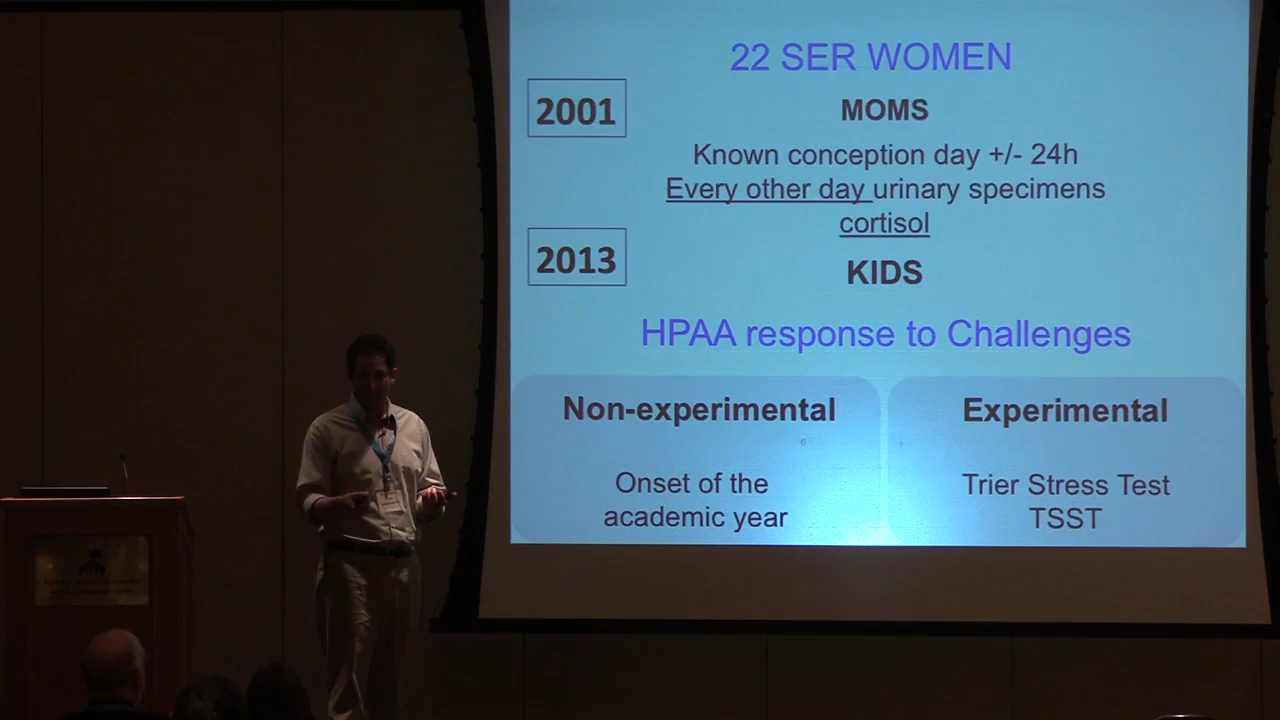 22 SER WOMEN
2001
MOMS
Known conception day +/- 24h
Every other day urinary specimens
cortisol
2013
KIDS
HPAA response to Challenges
Non-experimental
Onset of the
academic year
Experimental
Trier Stress Test
TSST